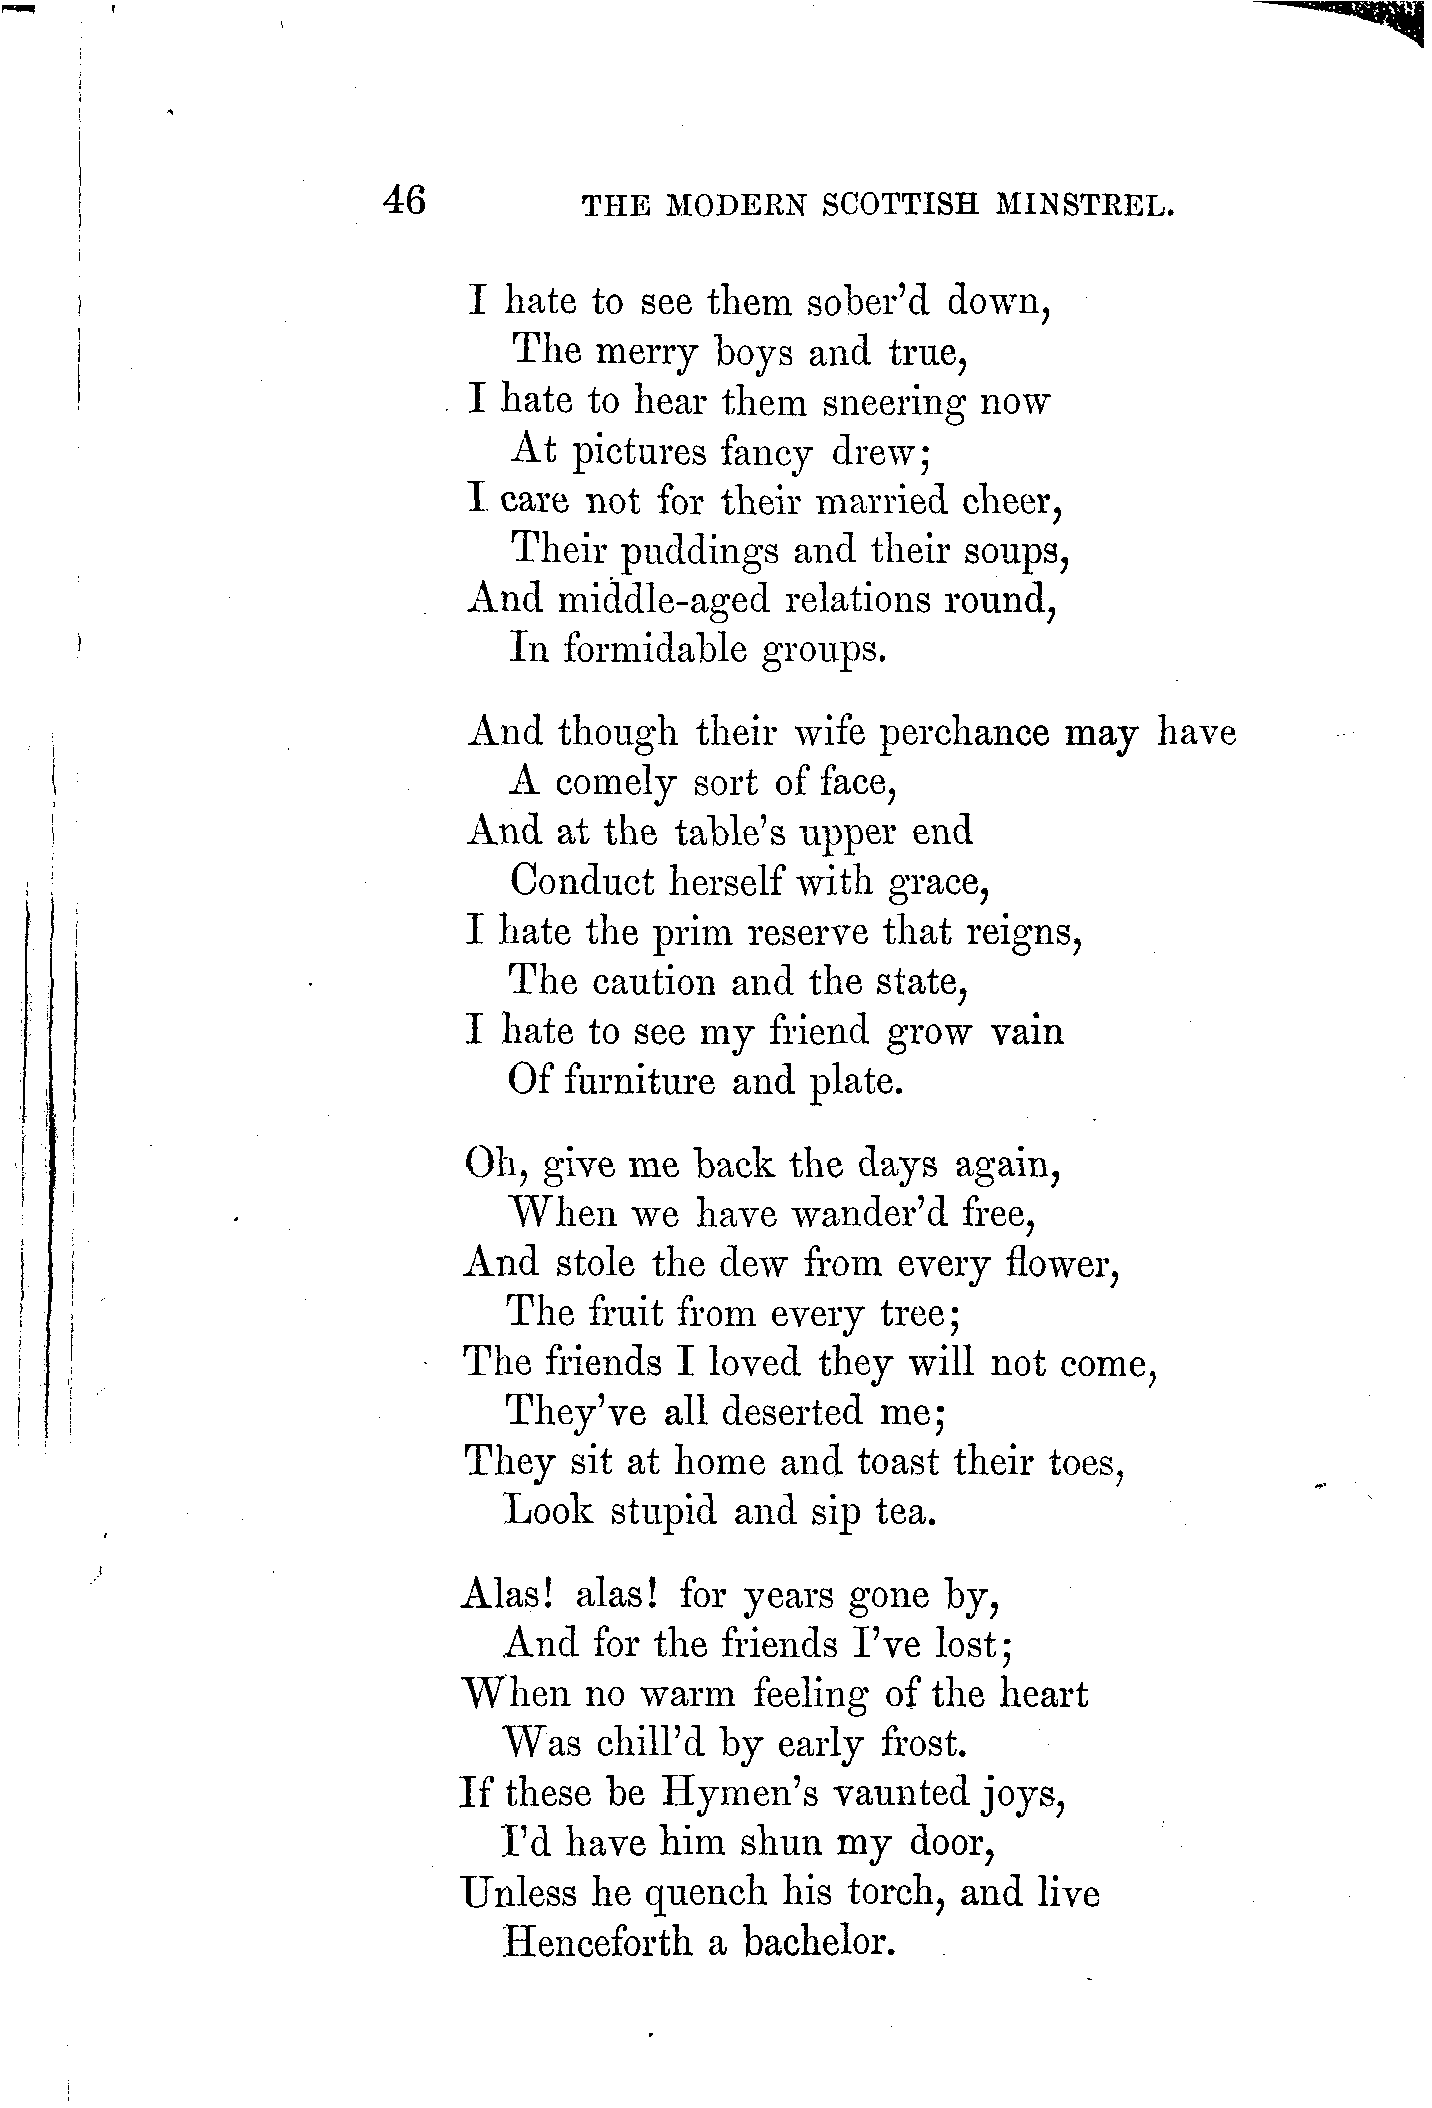 46 THE MODERN SCOTTISH MINSTREL.
I hate to see them sober'd down,
The merry boys and true,
I hate to hear them sneering now
At pictures fancy drew;
I care not for their married cheer,
Their puddings and their soups,
And middle-aged relations round,
In formidable groups.
And though their wife perchance may have
A comely sort of face,
And at the table's upper end
Conduct herself with grace,
I hate the prim reserve that reigns,
The caution and the state,
I hate to see my friend grow vain
Of furniture and plate.
Oh, give me back the days again,
When we have wander'd free,
And stole the dew from every flower,
The fruit from every tree;
The friends I loved they will not come,
They've all deserted me;
They sit at home and toast their toes,
Look stupid and sip tea.
Alas! alas! for years gone by,
And for the friends I've lost;
When no warm feeling of the heart
Was chill'd by early frost.
If these be Hymen's vaunted joys,
I'd have him shun my door,
Unless he quench his torch, and live
Henceforth a bachelor.